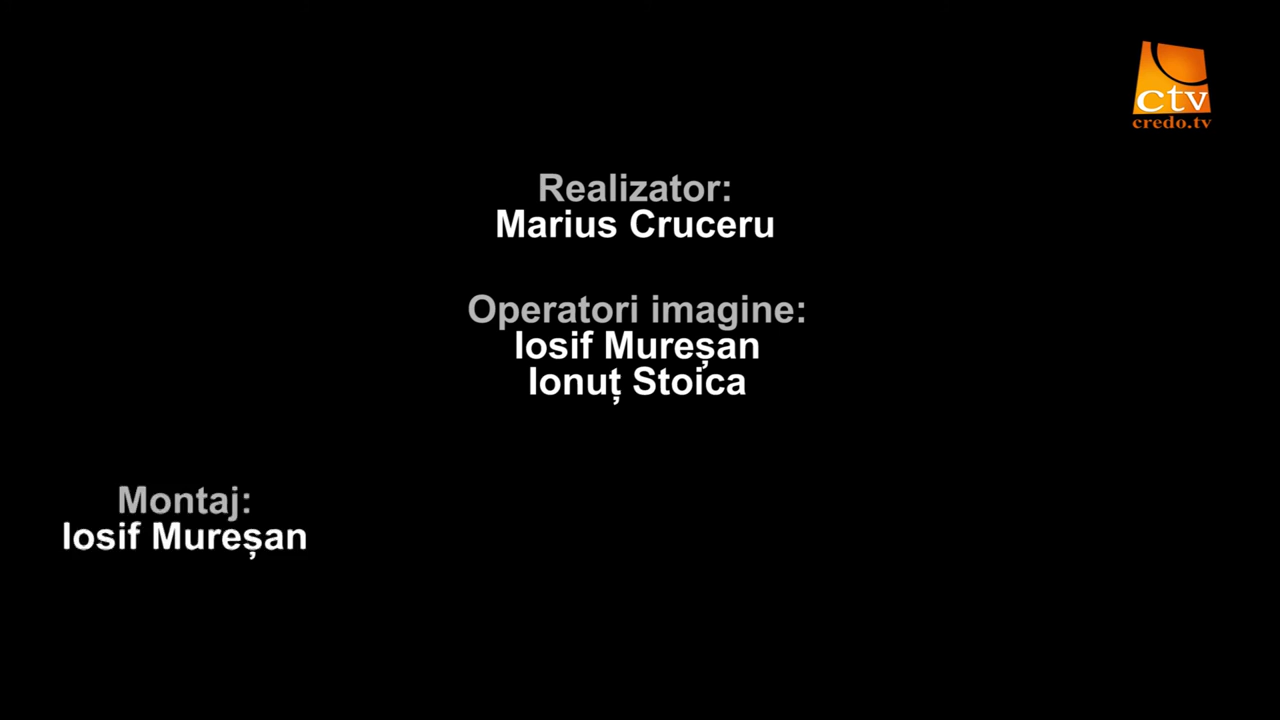 ctv
credo.tv
Realizator:
Marius Cruceru
Operatori imagine:
Iosif Mureșan
Ionuț Stoica
Montaj:
Iosif Mureșan